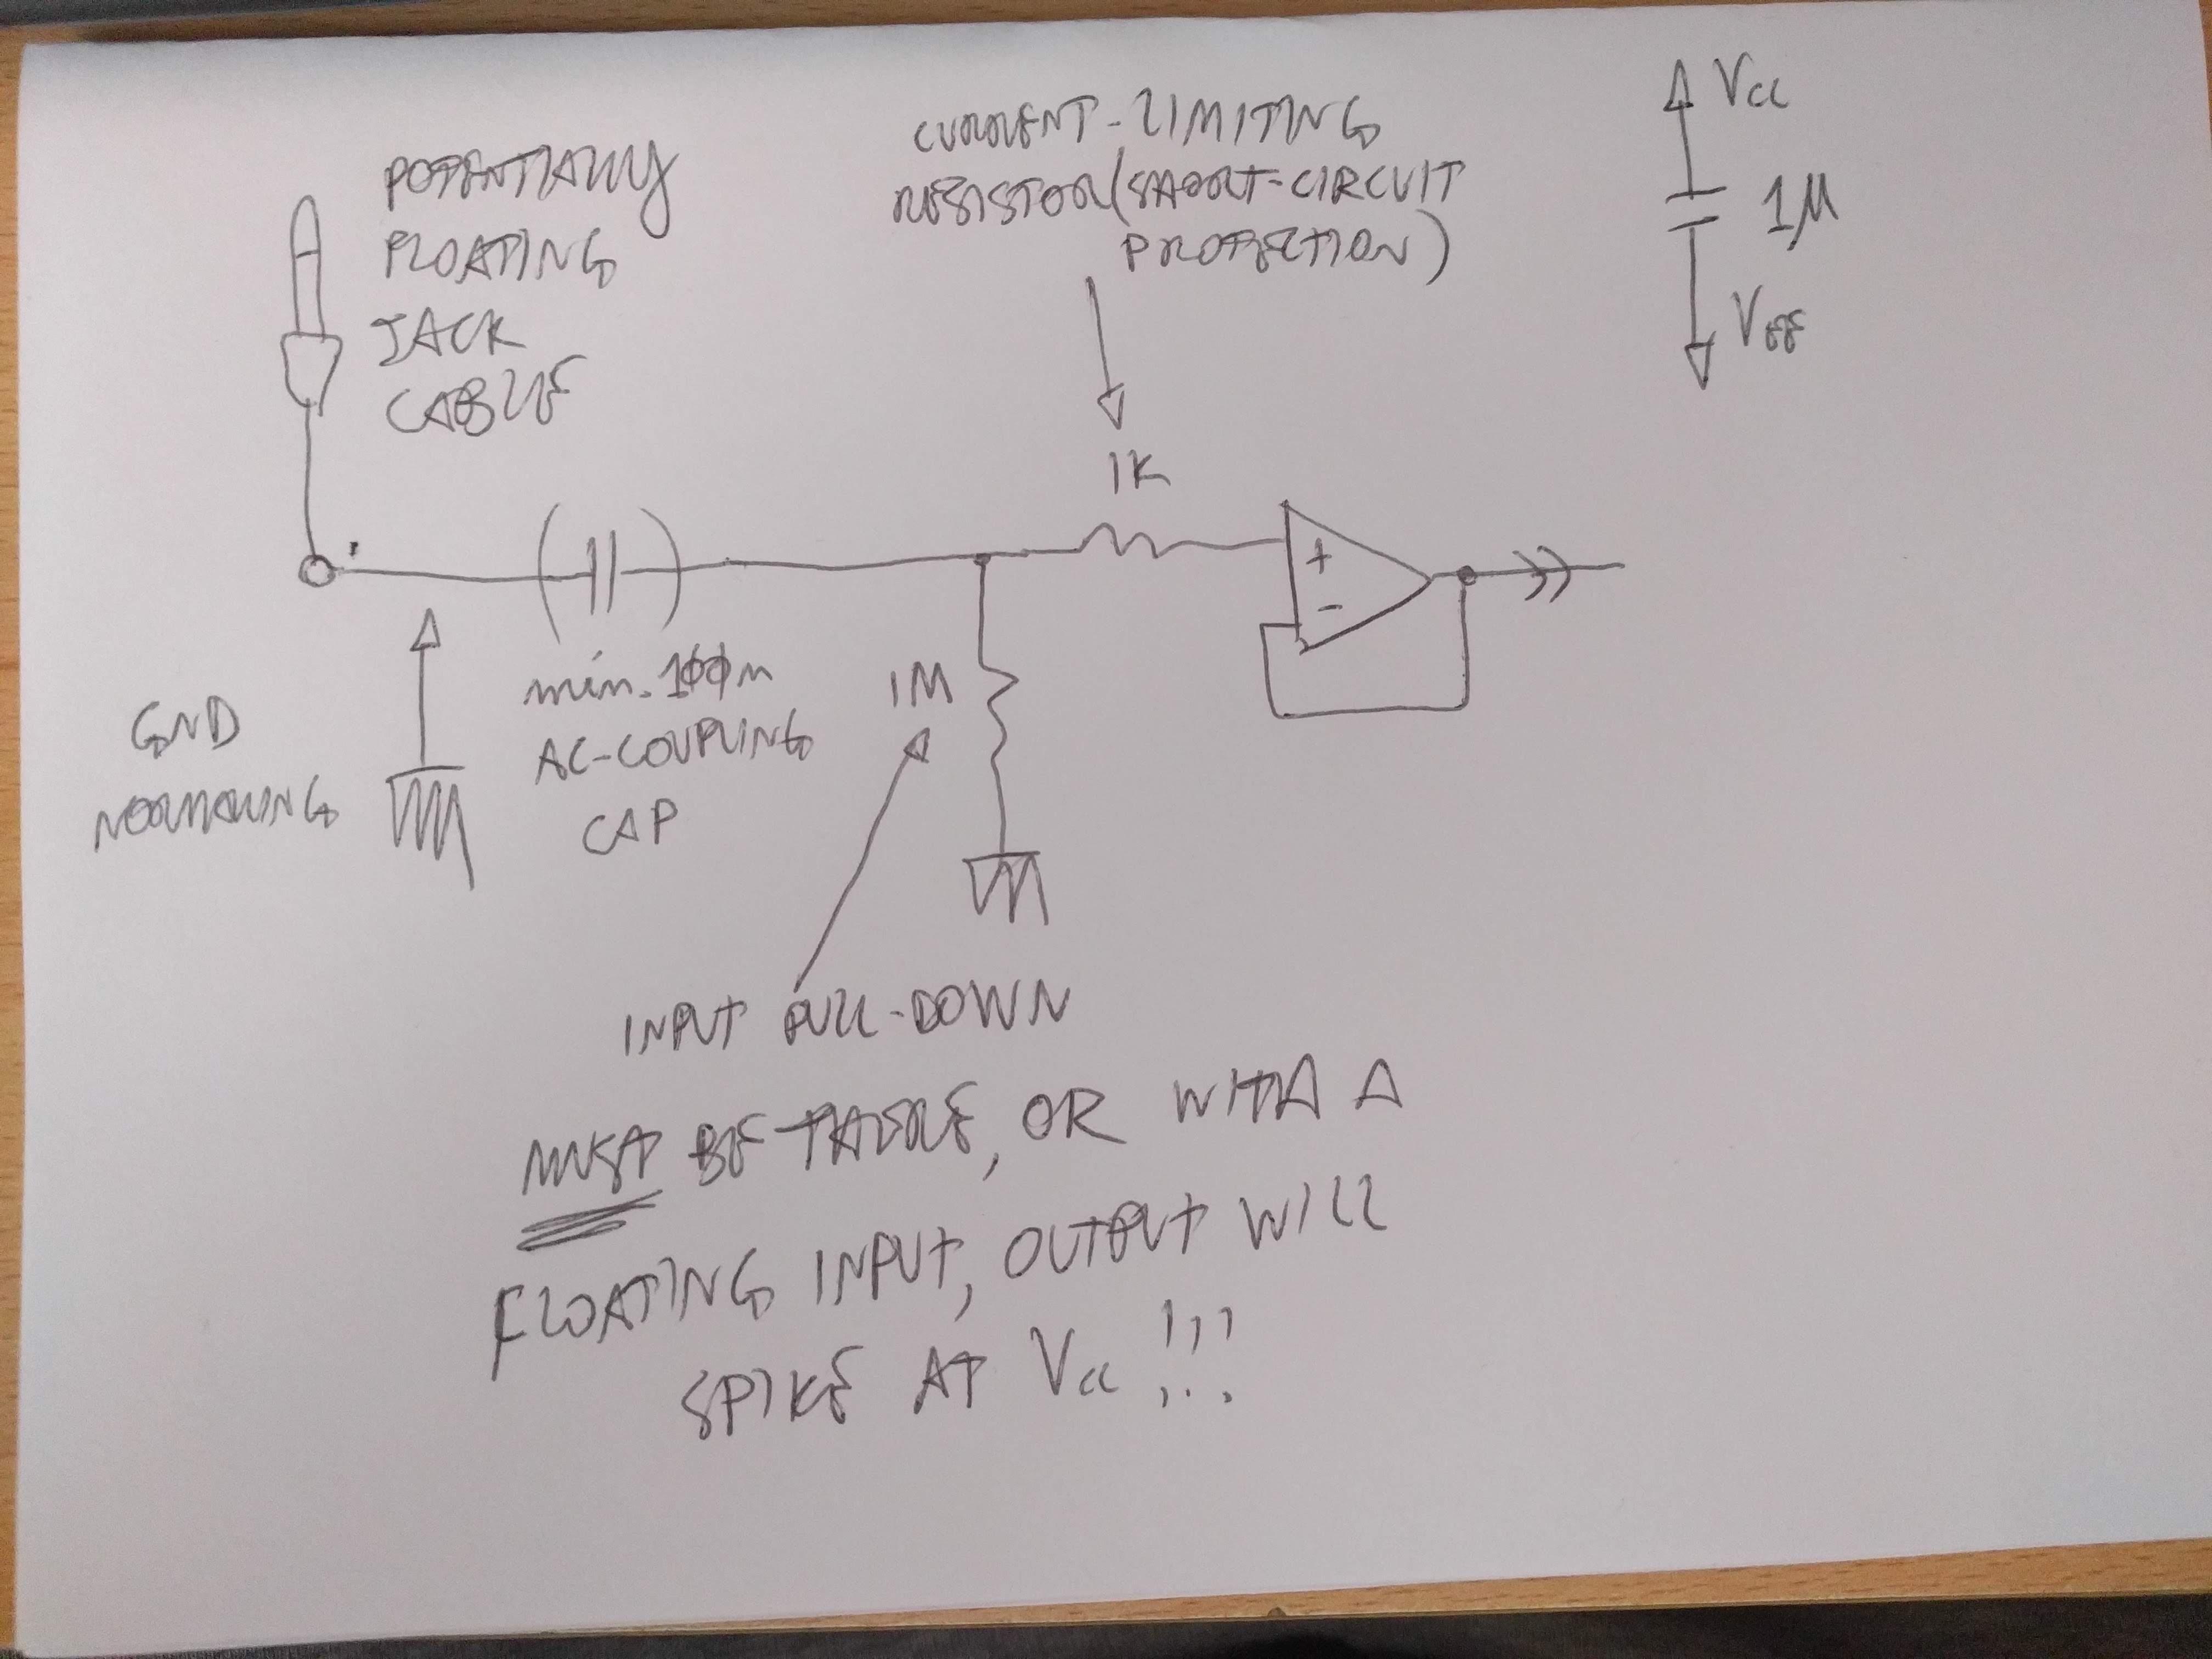 POTENTIALLY
FLOATING
JACK
CABLE
CURRENT-LIMITING
RESISTOR (SHORT-CIRCUIT
PROTECTION)
Vcc
1µ
VEE
1K
+
-
GND
NORMALLING
min. 100n
AC-COUPLING
CAP
1M
INPUT PULL-DOWN
MUST BE THERE, OR WITH A
FLOATING INPUT, OUTPUT WILL
SPIKE AT Vcc!!!